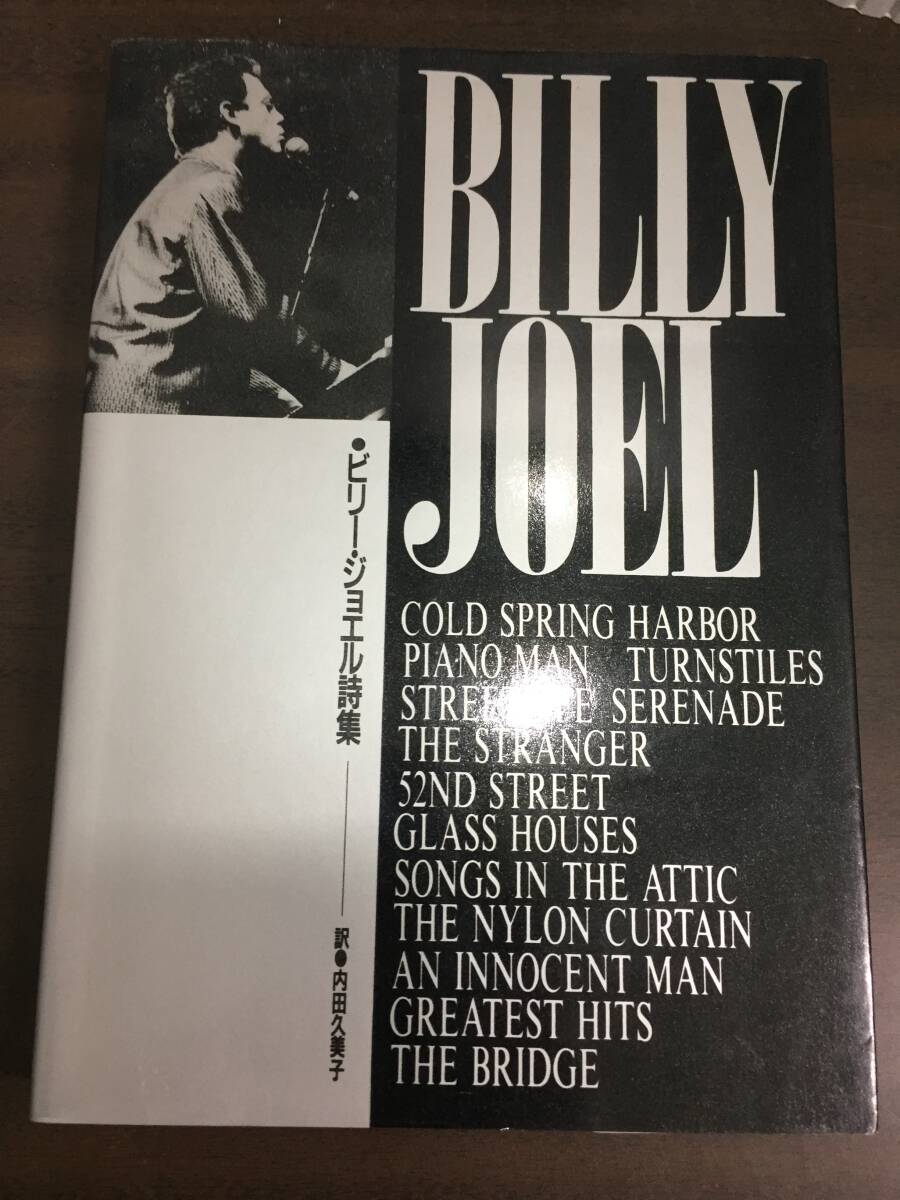 BILLY
JOEL
●ビリー・ジョエル詩集
訳●内田久美子
COLD SPRING HARBOR
PIANO MAN TURNSTILES
SERENADE
THE STRANGER
52ND STREET
GLASS HOUSES
SONGS IN THE ATTIC
THE NYLON CURTAIN
AN INNOCENT MAN
GREATEST HITS
THE BRIDGE